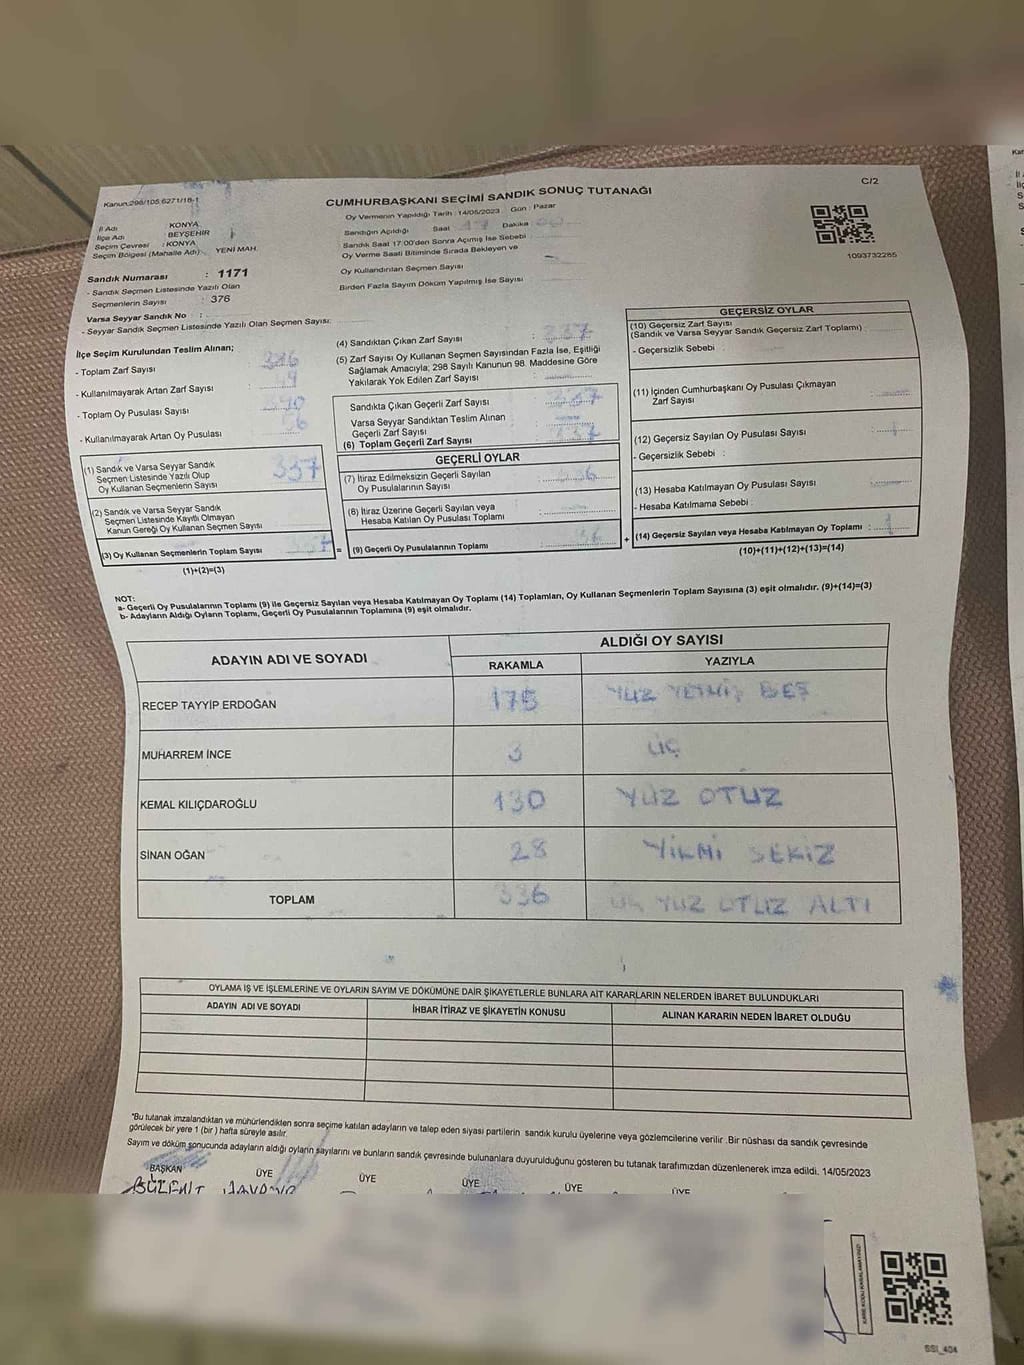 Kanun:298/105,6271/18-1
C/2
CUMHURBAŞKANI SEÇİMİ SANDIK SONUÇ TUTANAĞI
Oy Vermenin Yapıldığı Tarih :14/05/2023 Gün : Pazar
İl Adı : KONYA
İlçe Adı : BEYŞEHİR
Seçim Çevresi : KONYA
Seçim Bölgesi (Mahalle Adı) : YENİ MAH.
Sandığın Açıldığı Saat 17 Dakika 00
Sandık Saat 17:00'den Sonra Açımış İse Sebebi
Oy Verme Saati Bitiminde Sırada Bekleyen ve
Oy Kullandırılan Seçmen Sayısı
Birden Fazla Sayım Döküm Yapılmış İse Sayısı
1093732285
Sandık Numarası : 1171
- Sandık Seçmen Listesinde Yazılı Olan
Seçmenlerin Sayısı : 376
Varsa Seyyar Sandık No :
- Seyyar Sandık Seçmen Listesinde Yazılı Olan Seçmen Sayısı:
İlçe Seçim Kurulundan Teslim Alınan;
- Toplam Zarf Sayısı
- Kullanılmayarak Artan Zarf Sayısı
- Toplam Oy Pusulası Sayısı
- Kullanılmayarak Artan Oy Pusulası
(1) Sandık ve Varsa Seyyar Sandık
Seçmen Listesinde Yazılı Olup
Oy Kullanan Seçmenlerin Sayısı 337
(2) Sandık ve Varsa Seyyar Sandık
Seçmen Listesinde Kayıtlı Olmayan
Kanun Gereği Oy Kullanan Seçmen Sayısı
(3) Oy Kullanan Seçmenlerin Toplam Sayısı 337 =
(1)+(2)=(3)
(4) Sandıktan Çıkan Zarf Sayısı : 337
(5) Zarf Sayısı Oy Kullanan Seçmen Sayısından Fazla İse, Eşitliği
Sağlamak Amacıyla; 298 Sayılı Kanunun 98. Maddesine Göre
Yakılarak Yok Edilen Zarf Sayısı :
Sandıkta Çıkan Geçerli Zarf Sayısı : 337
Varsa Seyyar Sandıktan Teslim Alınan
Geçerli Zarf Sayısı :
(6) Toplam Geçerli Zarf Sayısı : 337
GEÇERLİ OYLAR
(7) İtiraz Edilmeksizin Geçerli Sayılan
Oy Pusulalarının Sayısı : 336
(8) İtiraz Üzerine Geçerli Sayılan veya
Hesaba Katılan Oy Pusulası Toplamı :
(9) Geçerli Oy Pusulalarının Toplamı 336 +
GEÇERSİZ OYLAR
(10) Geçersiz Zarf Sayısı
(Sandık ve Varsa Seyyar Sandık Geçersiz Zarf Toplamı) :
- Geçersizlik Sebebi :
(11) İçinden Cumhurbaşkanı Oy Pusulası Çıkmayan
Zarf Sayısı :
(12) Geçersiz Sayılan Oy Pusulası Sayısı : 1
- Geçersizlik Sebebi :
(13) Hesaba Katılmayan Oy Pusulası Sayısı :
- Hesaba Katılmama Sebebi :
(14) Geçersiz Sayılan veya Hesaba Katılmayan Oy Toplamı : 1
(10)+(11)+(12)+(13)=(14)
NOT:
a- Geçerli Oy Pusulalarının Toplamı (9) ile Geçersiz Sayılan veya Hesaba Katılmayan Oy Toplamı (14) Toplamları, Oy Kullanan Seçmenlerin Toplam Sayısına (3) eşit olmalıdır. (9)+(14)=(3)
b- Adayların Aldığı Oyların Toplamı, Geçerli Oy Pusulalarının Toplamına (9) eşit olmalıdır.
ADAYIN ADI VE SOYADI ALDIĞI OY SAYISI
RAKAMLA YAZIYLA
RECEP TAYYİP ERDOĞAN 175 YÜZ YETMİŞ BEŞ
MUHARREM İNCE 3 ÜÇ
KEMAL KILIÇDAROĞLU 130 YÜZ OTUZ
SİNAN OĞAN 28 YİRMİ SEKİZ
TOPLAM 336 ÜÇ YÜZ OTUZ ALTI
OYLAMA İŞ VE İŞLEMLERİNE VE OYLARIN SAYIM VE DÖKÜMÜNE DAİR ŞİKAYETLERLE BUNLARA AİT KARARLARIN NELERDEN İBARET BULUNDUKLARI
ADAYIN ADI VE SOYADI İHBAR İTİRAZ VE ŞİKAYETİN KONUSU ALINAN KARARIN NEDEN İBARET OLDUĞU
"Bu tutanak imzalandıktan ve mühürlendikten sonra seçime katılan adayların ve talep eden siyasi partilerin sandık kurulu üyelerine veya gözlemcilerine verilir .Bir nüshası da sandık çevresinde
görülecek bir yere 1 (bir ) hafta süreyle asılır.
Sayım ve döküm sonucunda adayların aldığı oyların sayılarını ve bunların sandık çevresinde bulunanlara duyurulduğunu gösteren bu tutanak tarafımızdan düzenlenerek imza edildi. 14/05/2023
BAŞKAN ÜYE ÜYE ÜYE ÜYE ÜYE
BÜLENT
KAREKODU KARALAMAYINIZ!
SSI_404